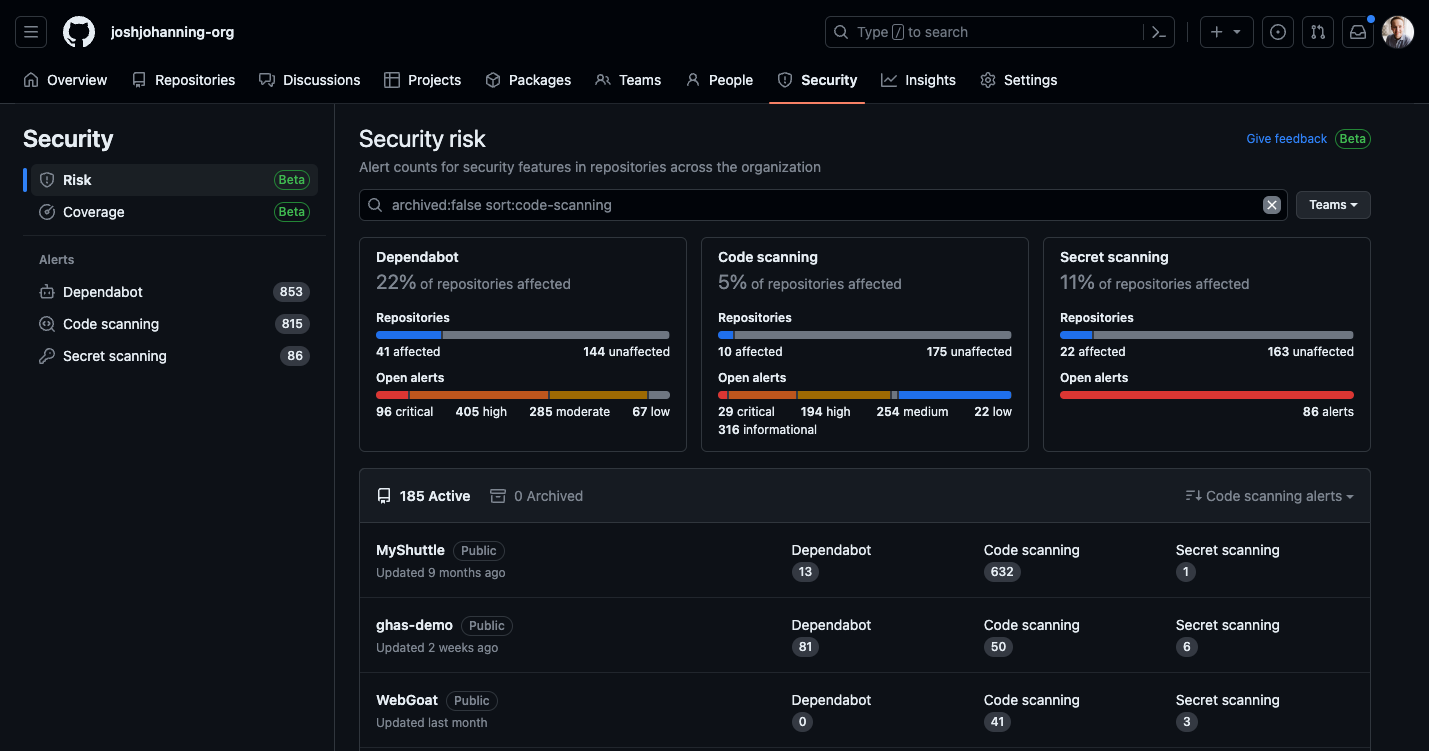 joshjohanning-org
Type / to search
Overview Repositories Discussions Projects Packages Teams People Security Insights Settings
Security
Risk Beta
Coverage Beta
Alerts
Dependabot 853
Code scanning 815
Secret scanning 86
Security risk
Give feedback Beta
Alert counts for security features in repositories across the organization
archived:false sort:code-scanning
Teams
Dependabot
22% of repositories affected
Repositories
41 affected 144 unaffected
Open alerts
96 critical 405 high 285 moderate 67 low
Code scanning
5% of repositories affected
Repositories
10 affected 175 unaffected
Open alerts
29 critical 194 high 254 medium 22 low
316 informational
Secret scanning
11% of repositories affected
Repositories
22 affected 163 unaffected
Open alerts
86 alerts
185 Active 0 Archived Code scanning alerts
MyShuttle Public Dependabot Code scanning Secret scanning
Updated 9 months ago 13 632 1
ghas-demo Public Dependabot Code scanning Secret scanning
Updated 2 weeks ago 81 50 6
WebGoat Public Dependabot Code scanning Secret scanning
Updated last month 0 41 3